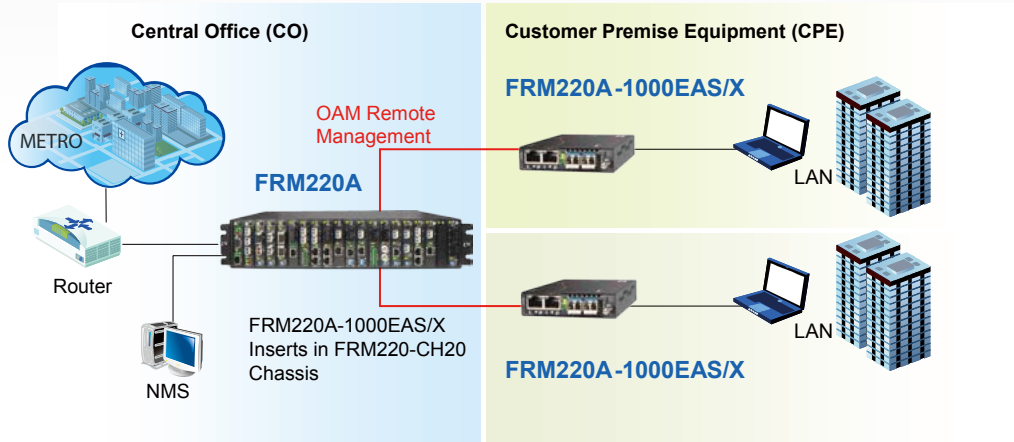 Central Office (CO)
Customer Premise Equipment (CPE)
FRM220A-1000EAS/X
OAM Remote
Management
METRO
FRM220A
LAN
Router
FRM220A-1000EAS/X
Inserts in FRM220-CH20
Chassis
NMS
LAN
FRM220A-1000EAS/X